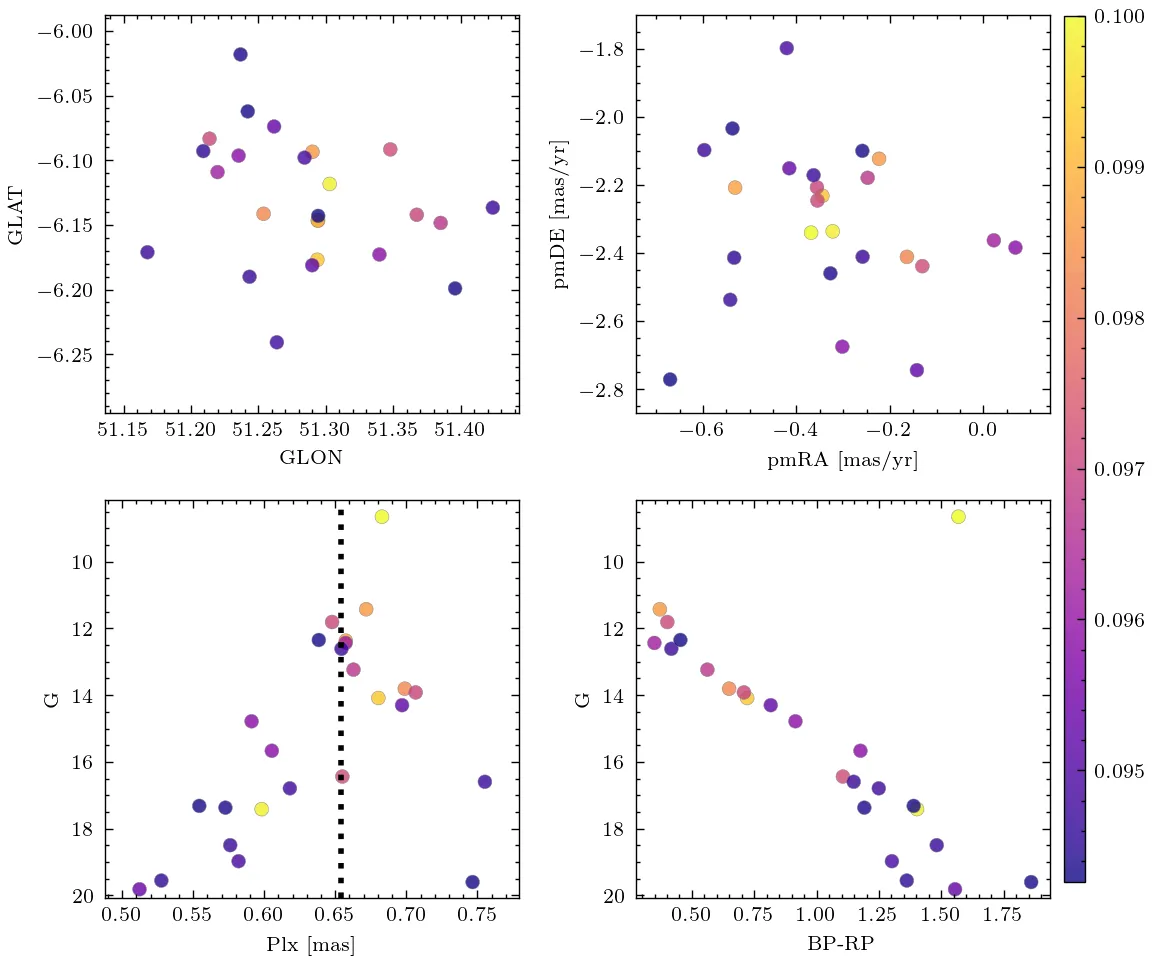 −6.00
−6.05
−6.10
−6.15
−6.20
−6.25
GLAT
51.15 51.20 51.25 51.30 51.35 51.40
GLON
−1.8
−2.0
−2.2
−2.4
−2.6
−2.8
pmDE [mas/yr]
−0.6 −0.4 −0.2 0.0
pmRA [mas/yr]
0.100
0.099
0.098
0.097
0.096
0.095
10
12
14
16
18
20
G
0.50 0.55 0.60 0.65 0.70 0.75
Plx [mas]
10
12
14
16
18
20
G
0.50 0.75 1.00 1.25 1.50 1.75
BP-RP